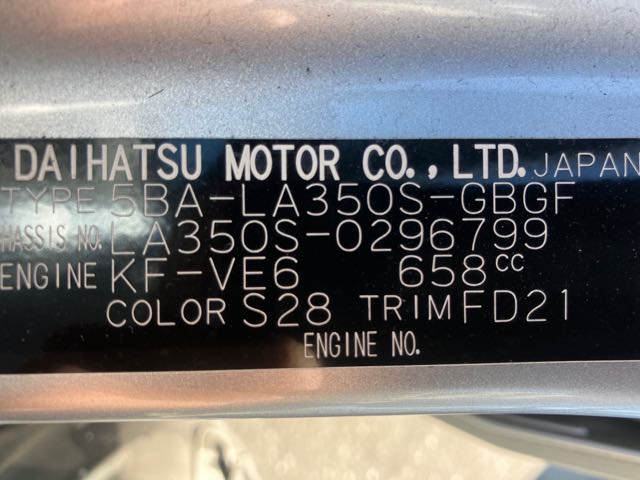 DAIHATSU MOTOR CO.,LTD. JAPAN
TYPE 5BA-LA350S-GBGF
CHASSIS NO. LA350S-0296799
ENGINE KF-VE6 658cc
COLOR S28 TRIM FD21
ENGINE NO.